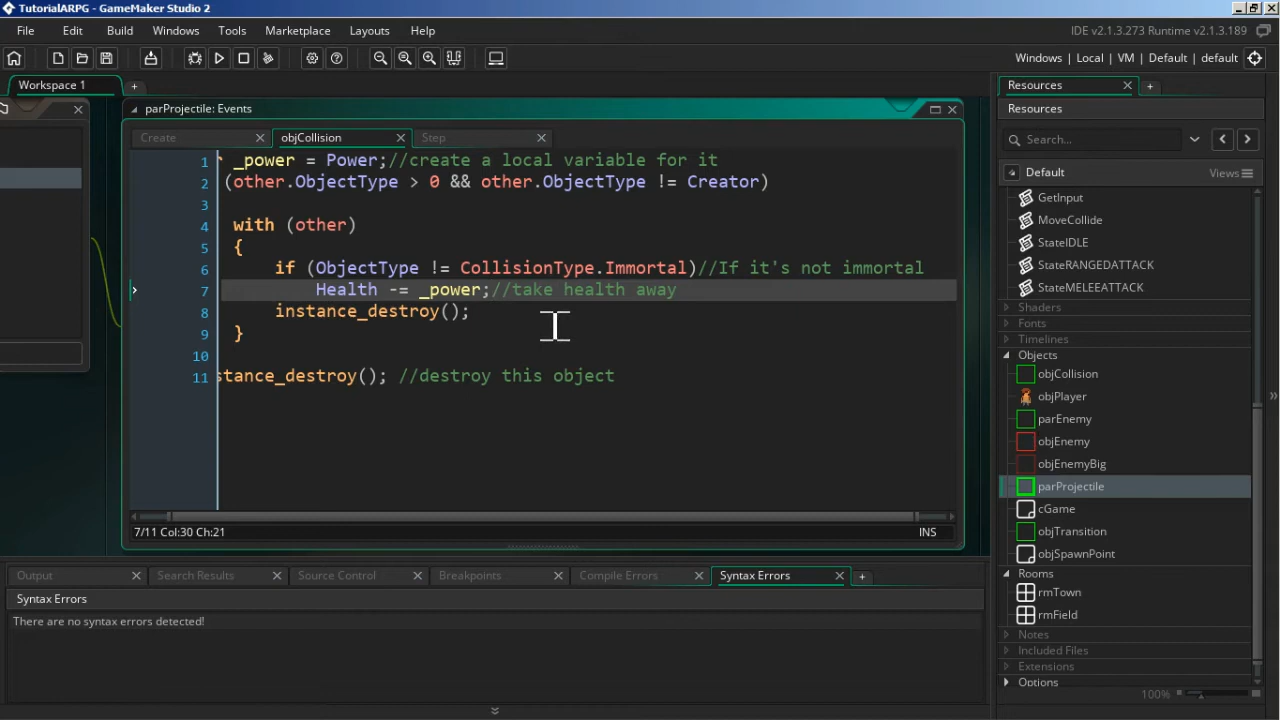 TutorialARPG - GameMaker Studio 2
File Edit Build Windows Tools Marketplace Layouts Help
IDE v2.1.3.273 Runtime v2.1.3.189
Windows | Local | VM | Default | default
Workspace 1
parProjectile: Events
Create
objCollision
Step
1 _power = Power;//create a local variable for it
2 (other.ObjectType > 0 && other.ObjectType != Creator)
3
4 with (other)
5 {
6 if (ObjectType != CollisionType.Immortal)//If it's not immortal
7 Health -= _power;//take health away
8 instance_destroy();
9 }
10
11 stance_destroy(); //destroy this object
7/11 Col:30 Ch:21
INS
Output
Search Results
Source Control
Breakpoints
Compile Errors
Syntax Errors
Syntax Errors
There are no syntax errors detected!
Resources
Resources
Search...
Default
Views
GetInput
MoveCollide
StateIDLE
StateRANGEDATTACK
StateMELEEATTACK
Shaders
Fonts
Timelines
Objects
objCollision
objPlayer
parEnemy
objEnemy
objEnemyBig
parProjectile
cGame
objTransition
objSpawnPoint
Rooms
rmTown
rmField
Notes
Included Files
Extensions
Options
100%